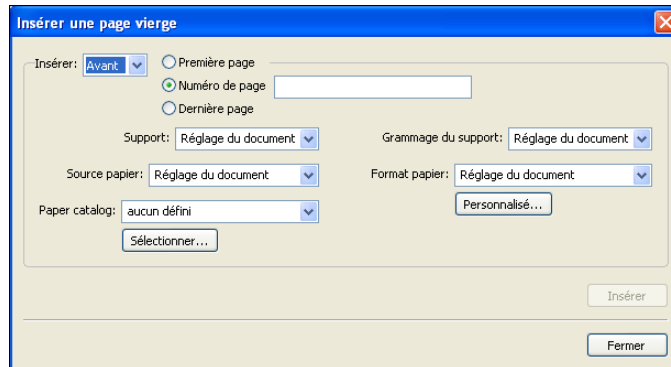 Insérer une page vierge
Insérer: Avant
Première page
Numéro de page
Dernière page
Support: Réglage du document
Grammage du support: Réglage du document
Source papier: Réglage du document
Format papier: Réglage du document
Paper catalog: aucun défini
Personnalisé...
Sélectionner...
Insérer
Fermer